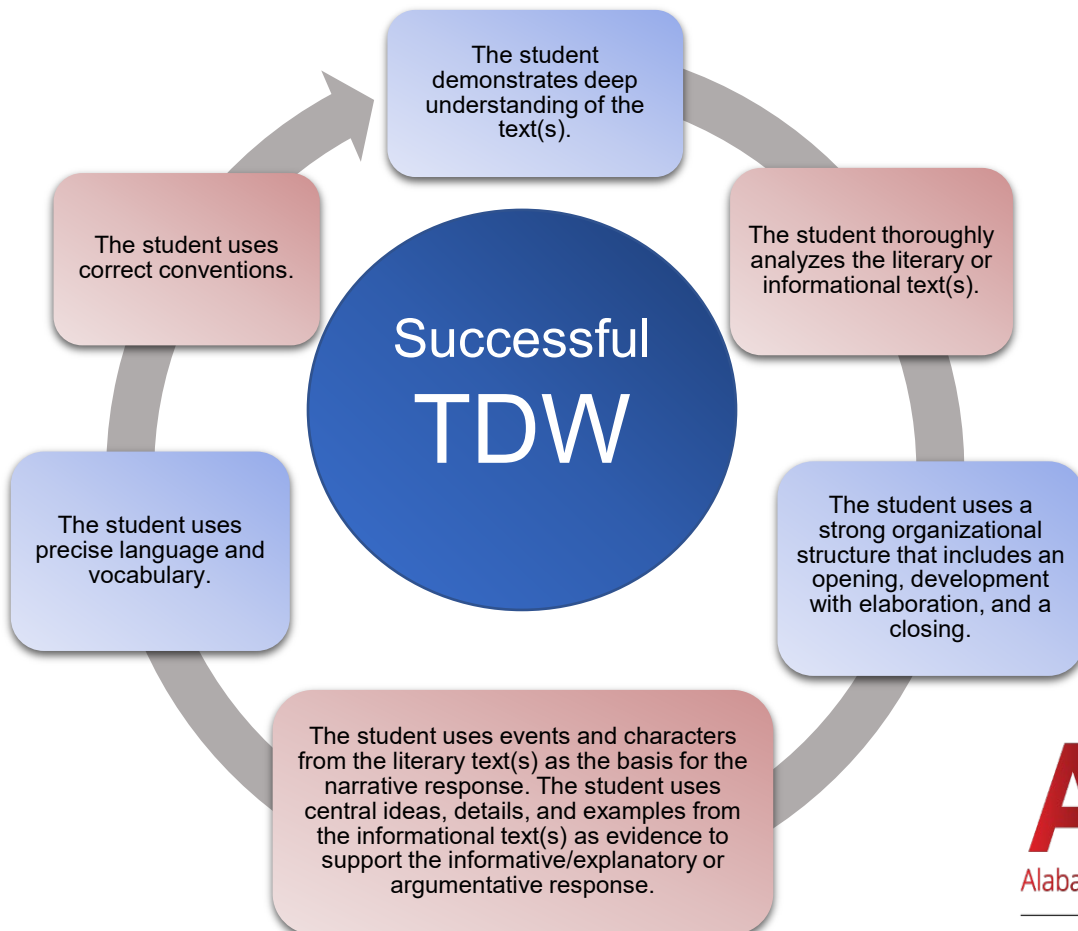 The student
demonstrates deep
understanding of the
text(s).
The student thoroughly
analyzes the literary or
informational text(s).
The student uses a
strong organizational
structure that includes an
opening, development
with elaboration, and a
closing.
The student uses events and characters
from the literary text(s) as the basis for the
narrative response. The student uses
central ideas, details, and examples from
the informational text(s) as evidence to
support the informative/explanatory or
argumentative response.
The student uses
precise language and
vocabulary.
The student uses
correct conventions.
Successful
TDW